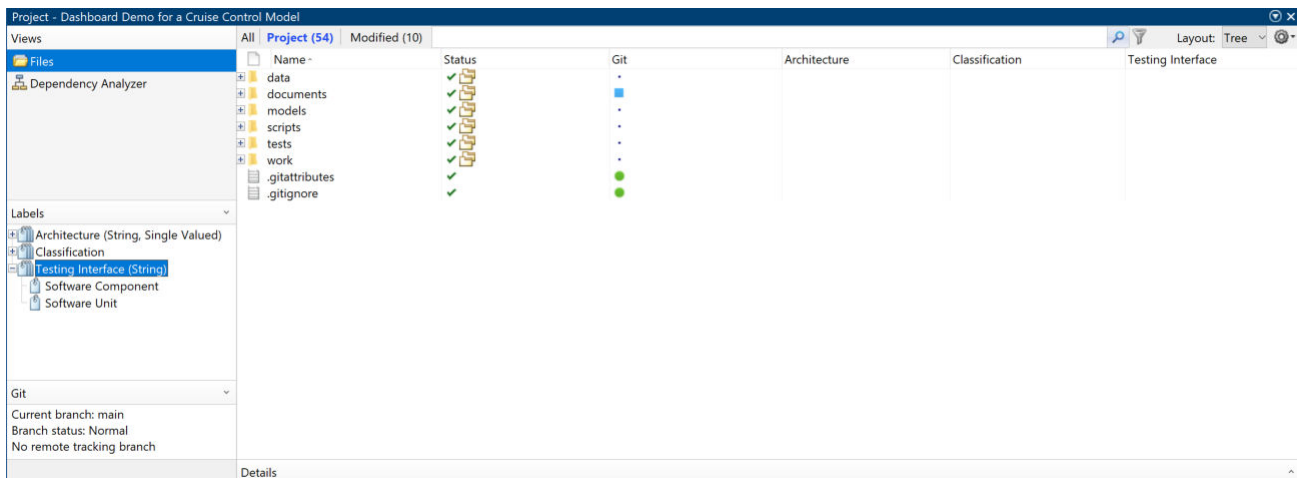 Project - Dashboard Demo for a Cruise Control Model
Views
Files
Dependency Analyzer
Labels
Architecture (String, Single Valued)
Classification
Testing Interface (String)
Software Component
Software Unit
Git
Current branch: main
Branch status: Normal
No remote tracking branch
All Project (54) Modified (10)
Layout: Tree
Name Status Git Architecture Classification Testing Interface
data
documents
models
scripts
tests
work
.gitattributes
.gitignore
Details